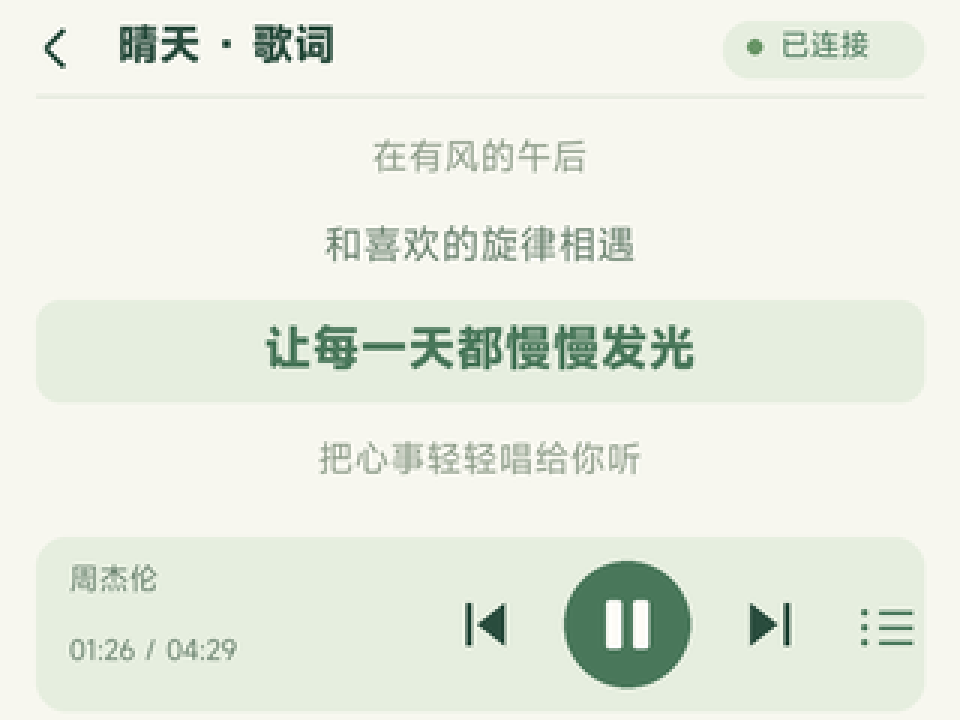 晴天 · 歌词
已连接
在有风的午后
和喜欢的旋律相遇
让每一天都慢慢发光
把心事轻轻唱给你听
周杰伦
01:26 / 04:29